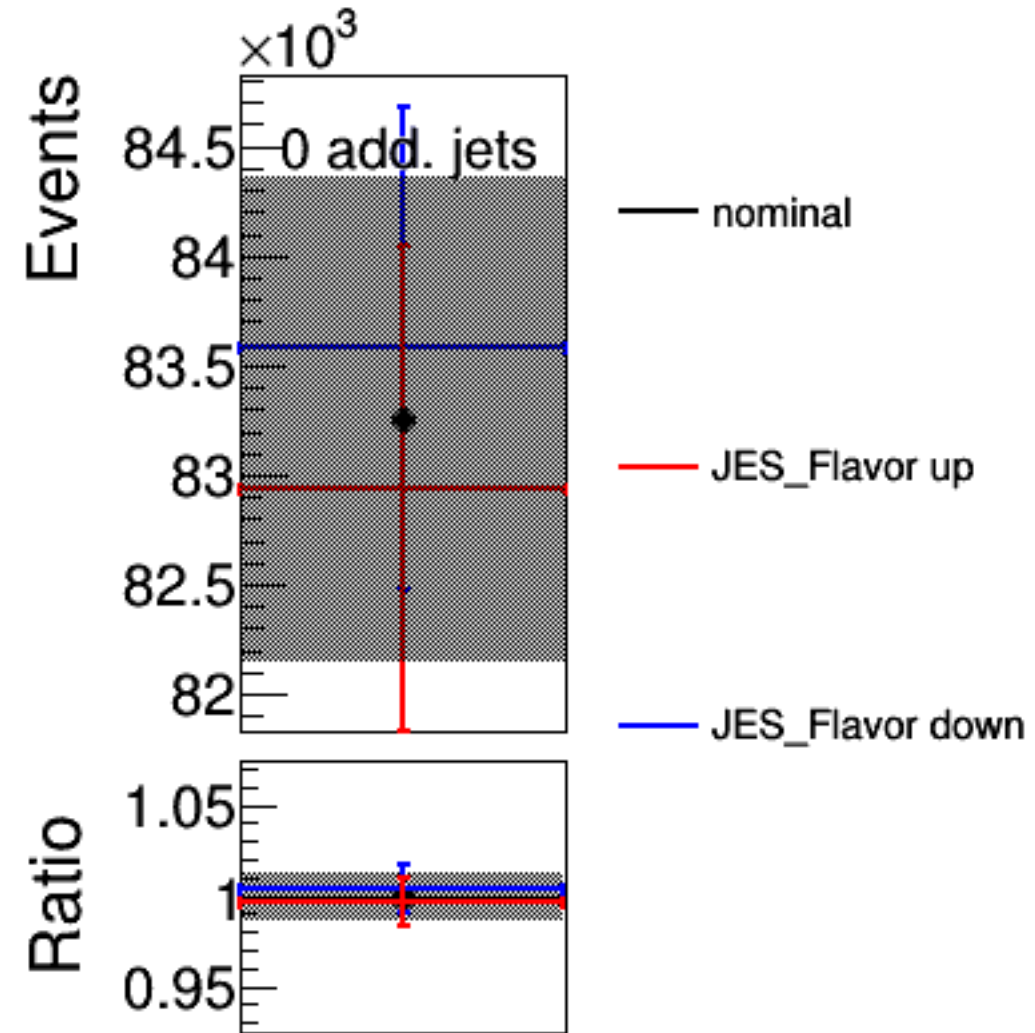 ×10³
Events
84.5
0 add. jets
84
83.5
83
82.5
82
nominal
JES_Flavor up
JES_Flavor down
Ratio
1.05
1
0.95